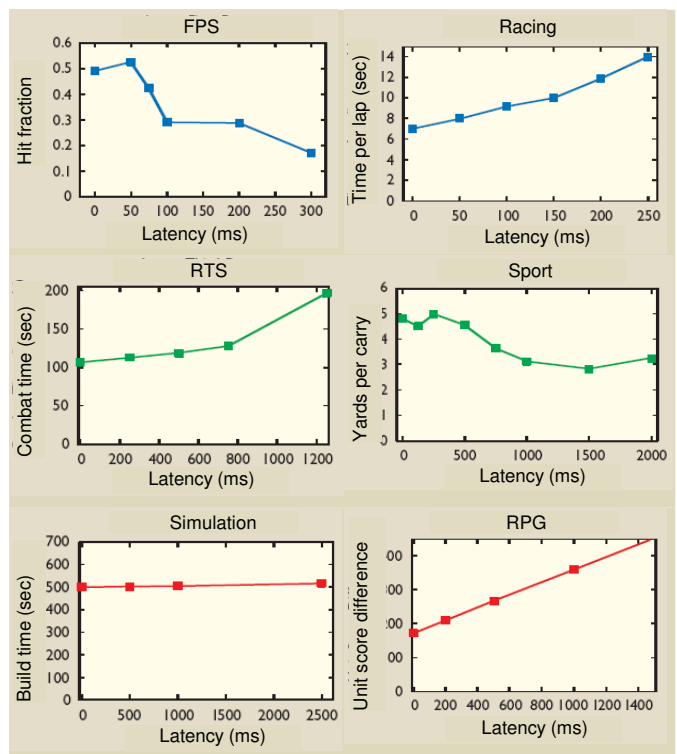 FPS
0.6
0.5
0.4
0.3
0.2
0.1
0
Hit fraction
0 50 100 150 200 250 300
Latency (ms)
Racing
14
12
10
8
6
4
2
0
Time per lap (sec)
0 50 100 150 200 250
Latency (ms)
RTS
200
150
100
50
0
Combat time (sec)
0 200 400 600 800 1000 1200
Latency (ms)
Sport
6
5
4
3
2
1
0
Yards per carry
0 500 1000 1500 2000
Latency (ms)
Simulation
700
600
500
400
300
200
100
0
Build time (sec)
0 500 1000 1500 2000 2500
Latency (ms)
RPG
00
300
200
00
0
Unit score difference
0 200 400 600 800 1000 1200 1400
Latency (ms)